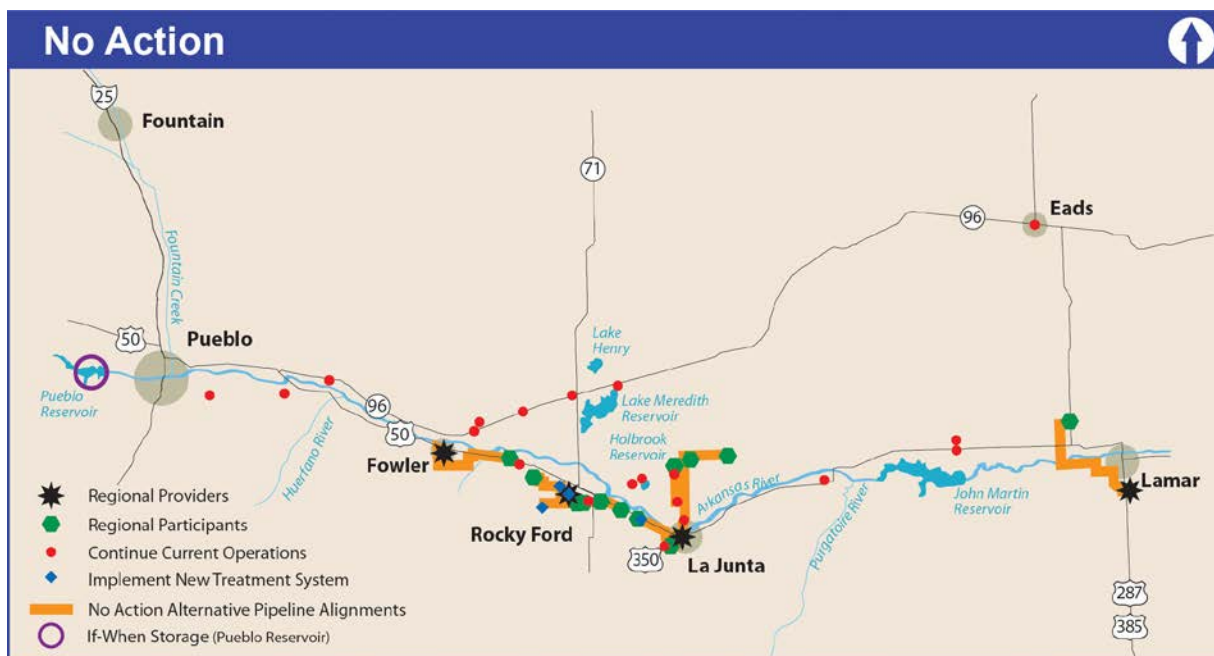 No Action
25
Fountain
71
96
Eads
Fountain Creek
50
Pueblo
Lake
Henry
Pueblo
Reservoir
96
Lake Meredith
Reservoir
50
Huerfano River
Holbrook
Reservoir
Fowler
Arkansas River
Lamar
John Martin
Reservoir
Purgatoire River
Rocky Ford
350
La Junta
287
385
Regional Providers
Regional Participants
Continue Current Operations
Implement New Treatment System
No Action Alternative Pipeline Alignments
If-When Storage (Pueblo Reservoir)